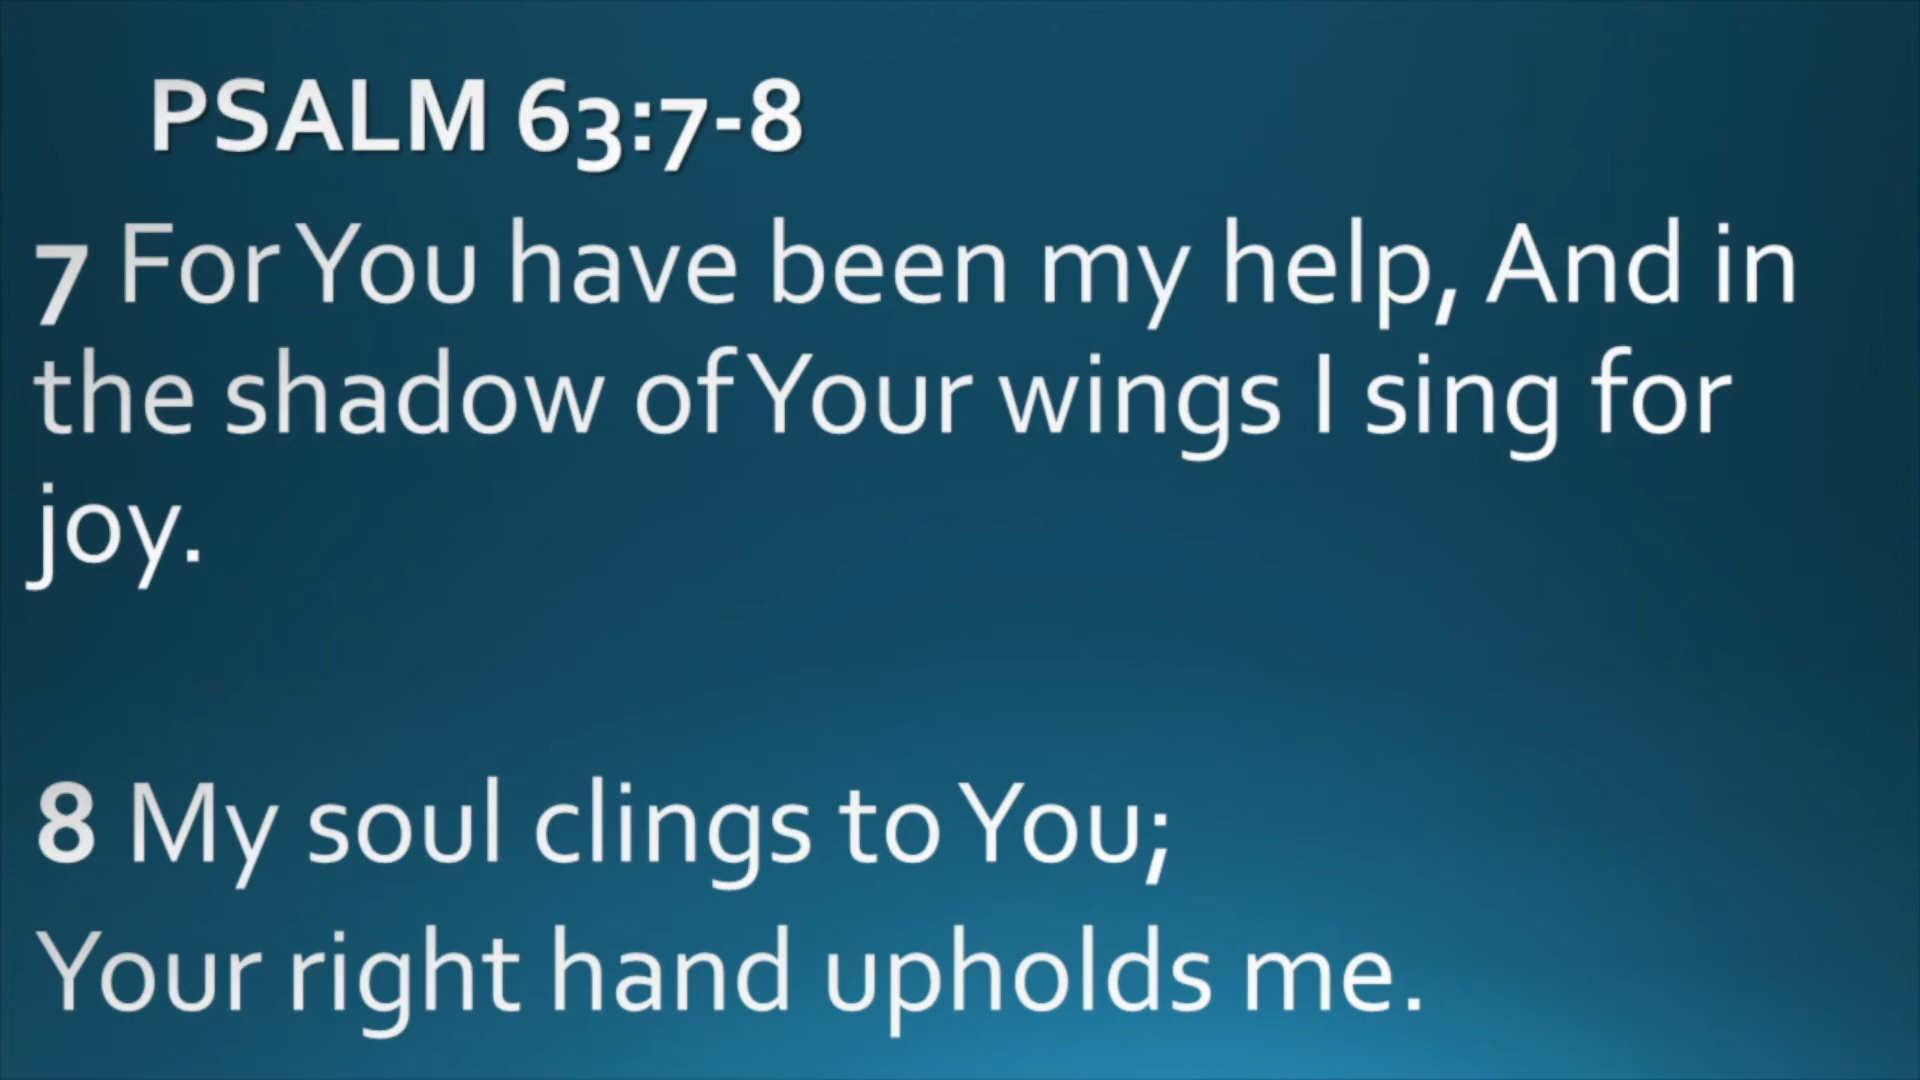 PSALM 63:7-8
7 For You have been my help, And in
the shadow of Your wings I sing for
joy.
8 My soul clings to You;
Your right hand upholds me.